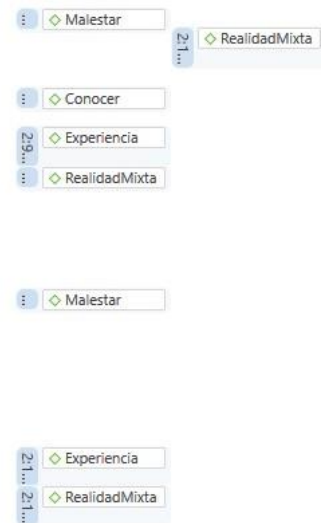 ⋮ Malestar
2:1... RealidadMixta
⋮ Conocer
2:9... Experiencia
⋮ RealidadMixta
⋮ Malestar
2:1... Experiencia
2:1... RealidadMixta